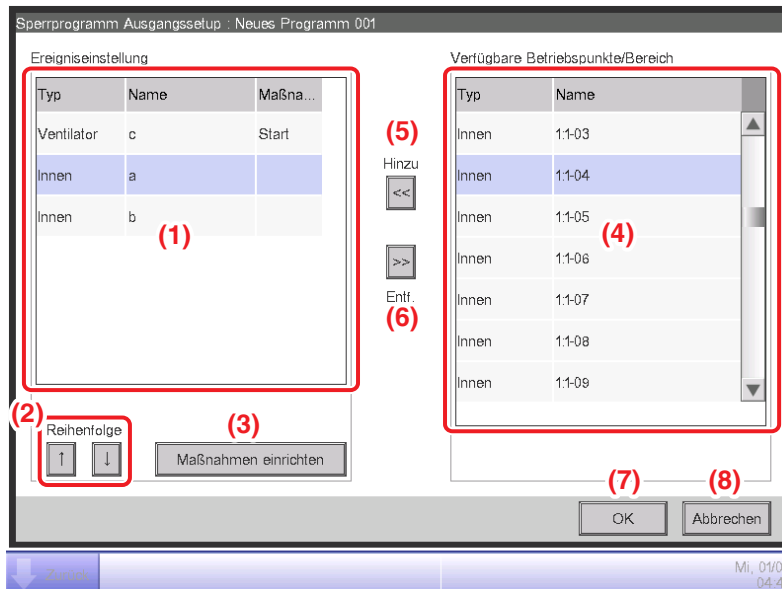 Sperrprogramm Ausgangssetup : Neues Programm 001
Ereigniseinstellung
Typ Name Maßna...
Ventilator c Start
Innen a
Innen b
(1)
(2)
Reihenfolge
↑ ↓
(3)
Maßnahmen einrichten
(5)
Hinzu
<<
>>
Entf.
(6)
Verfügbare Betriebspunkte/Bereich
Typ Name
Innen 1:1-03
Innen 1:1-04
Innen 1:1-05
(4)
Innen 1:1-06
Innen 1:1-07
Innen 1:1-08
Innen 1:1-09
(7)
OK
(8)
Abbrechen
Mi, 01/0
04:4